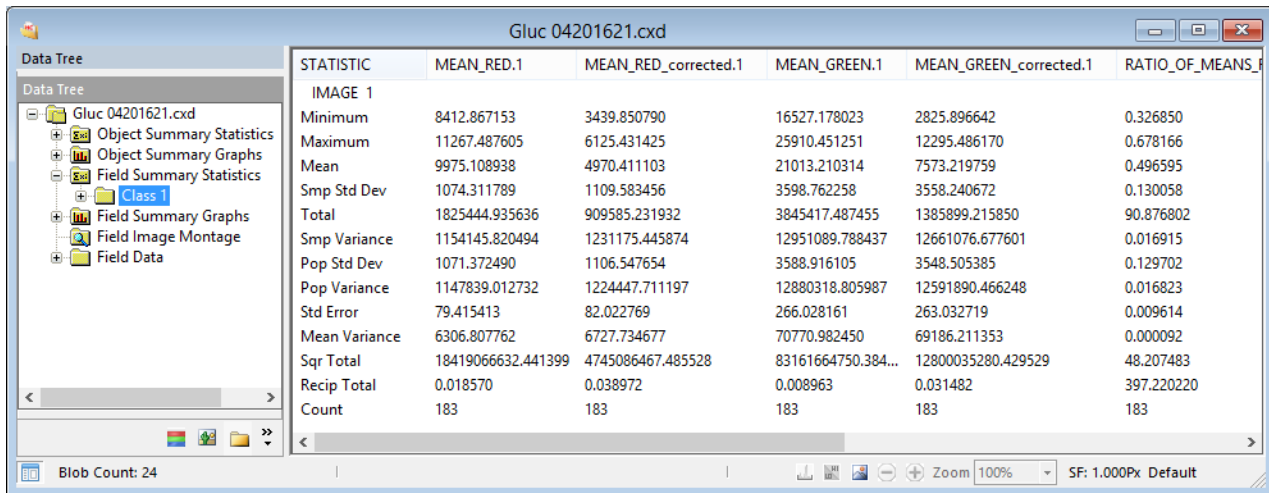 Gluc 04201621.cxd
Data Tree
Data Tree
Gluc 04201621.cxd
Object Summary Statistics
Object Summary Graphs
Field Summary Statistics
Class 1
Field Summary Graphs
Field Image Montage
Field Data
STATISTIC MEAN_RED.1 MEAN_RED_corrected.1 MEAN_GREEN.1 MEAN_GREEN_corrected.1 RATIO_OF_MEANS_F
IMAGE 1
Minimum 8412.867153 3439.850790 16527.178023 2825.896642 0.326850
Maximum 11267.487605 6125.431425 25910.451251 12295.486170 0.678166
Mean 9975.108938 4970.411103 21013.210314 7573.219759 0.496595
Smp Std Dev 1074.311789 1109.583456 3598.762258 3558.240672 0.130058
Total 1825444.935636 909585.231932 3845417.487455 1385899.215850 90.876802
Smp Variance 1154145.820494 1231175.445874 12951089.788437 12661076.677601 0.016915
Pop Std Dev 1071.372490 1106.547654 3588.916105 3548.505385 0.129702
Pop Variance 1147839.012732 1224447.711197 12880318.805987 12591890.466248 0.016823
Std Error 79.415413 82.022769 266.028161 263.032719 0.009614
Mean Variance 6306.807762 6727.734677 70770.982450 69186.211353 0.000092
Sqr Total 18419066632.441399 4745086467.485528 83161664750.384... 12800035280.429529 48.207483
Recip Total 0.018570 0.038972 0.008963 0.031482 397.220220
Count 183 183 183 183 183
Blob Count: 24
Zoom 100% SF: 1.000Px Default